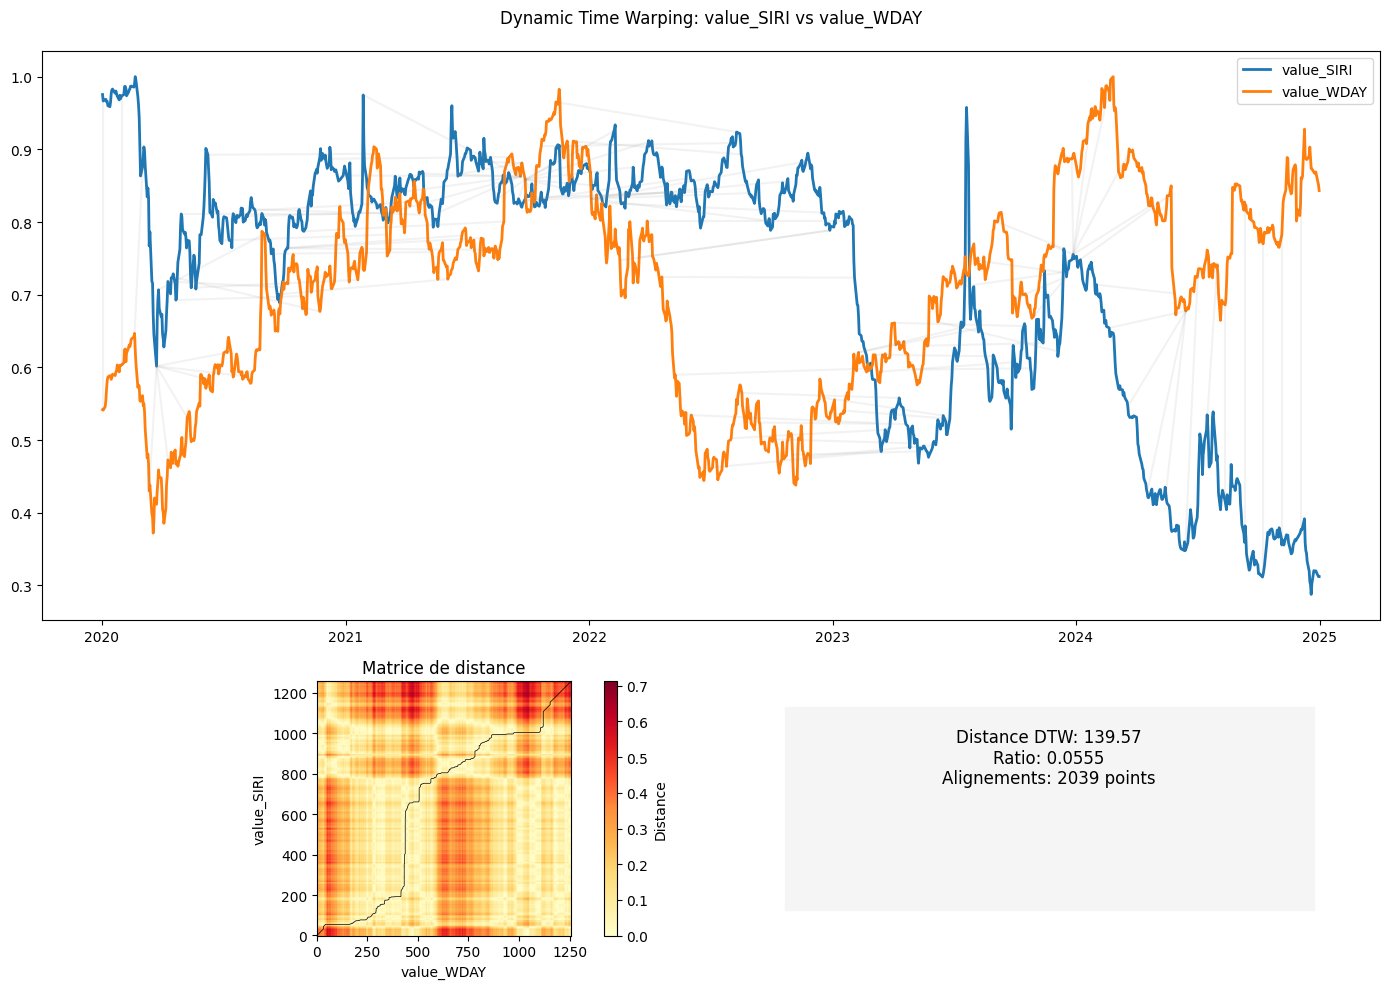 Dynamic Time Warping: value_SIRI vs value_WDAY
value_SIRI
value_WDAY
1.0
0.9
0.8
0.7
0.6
0.5
0.4
0.3
2020 2021 2022 2023 2024 2025
Matrice de distance
value_SIRI
1200
1000
800
600
400
200
0
0 250 500 750 1000 1250
value_WDAY
0.7
0.6
0.5
0.4
0.3
0.2
0.1
0.0
Distance
Distance DTW: 139.57
Ratio: 0.0555
Alignements: 2039 points